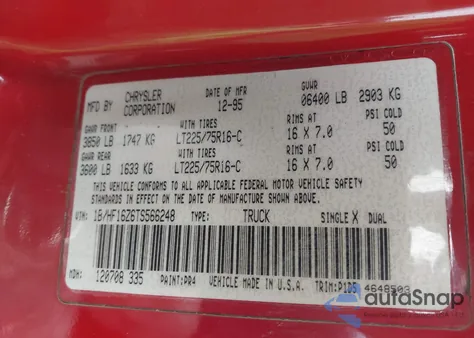 MFD BY CHRYSLER CORPORATION DATE OF MFR 12-95 GVWR 06400 LB 2903 KG
GAWR FRONT WITH TIRES RIMS AT PSI COLD
3850 LB 1747 KG LT225/75R16-C 16 X 7.0 50
GAWR REAR WITH TIRES RIMS AT PSI COLD
3600 LB 1633 KG LT225/75R16-C 16 X 7.0 50
THIS VEHICLE CONFORMS TO ALL APPLICABLE FEDERAL MOTOR VEHICLE SAFETY
STANDARDS IN EFFECT ON THE DATE OF MANUFACTURE SHOWN ABOVE
VIN: 1B7HF16Z6TS566248 TYPE: TRUCK SINGLE X DUAL
MDH: 120708 335 PAINT:PR4 VEHICLE MADE IN U.S.A. TRIM:P1D5 4648503
autoSnap